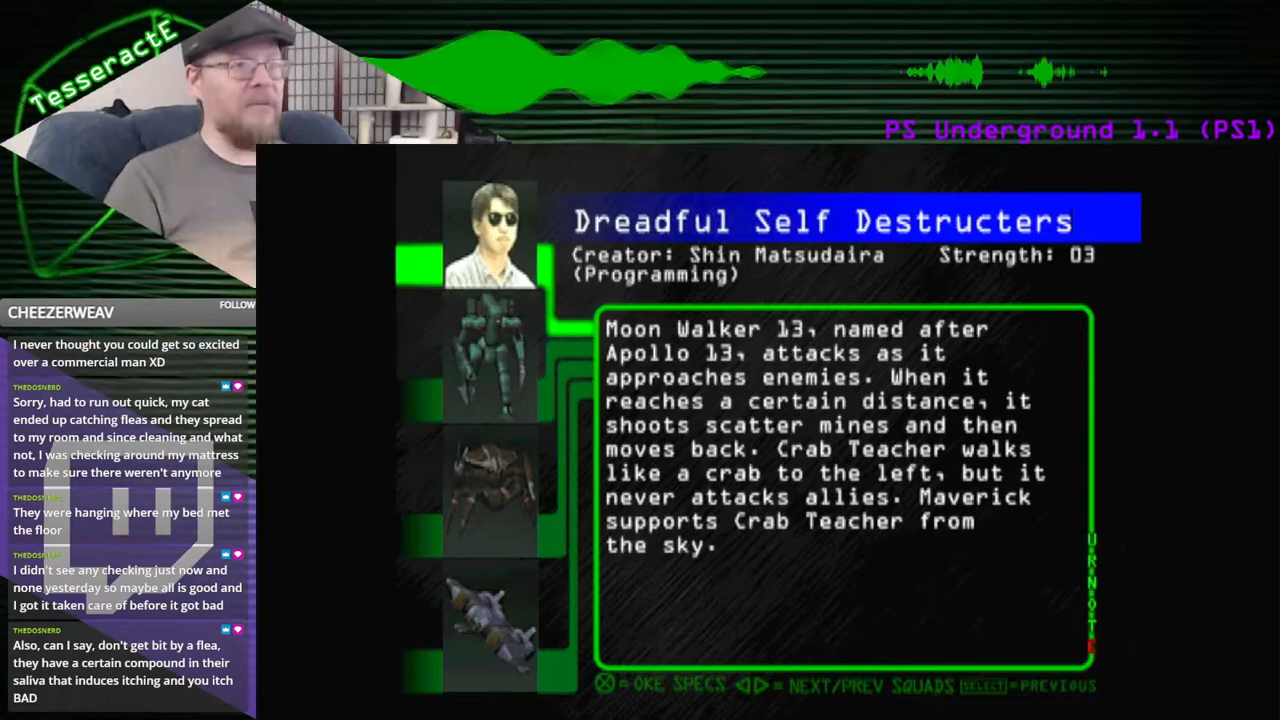 TesseractE
PS Underground 1.1 (PS1)
Dreadful Self Destructers
Creator: Shin Matsudaira Strength: 03
(Programming)
Moon Walker 13, named after
Apollo 13, attacks as it
approaches enemies. When it
reaches a certain distance, it
shoots scatter mines and then
moves back. Crab Teacher walks
like a crab to the left, but it
never attacks allies. Maverick
supports Crab Teacher from
the sky.
URNOTE
= OKE SPECS = NEXT/PREV SQUADS SELECT =PREVIOUS
CHEEZERWEAV FOLLOW
I never thought you could get so excited
over a commercial man XD
THEDOSNERD
Sorry, had to run out quick, my cat
ended up catching fleas and they spread
to my room and since cleaning and what
not, I was checking around my mattress
to make sure there weren't anymore
THEDOSNERD
They were hanging where my bed met
the floor
THEDOSNERD
I didn't see any checking just now and
none yesterday so maybe all is good and
I got it taken care of before it got bad
THEDOSNERD
Also, can I say, don't get bit by a flea,
they have a certain compound in their
saliva that induces itching and you itch
BAD